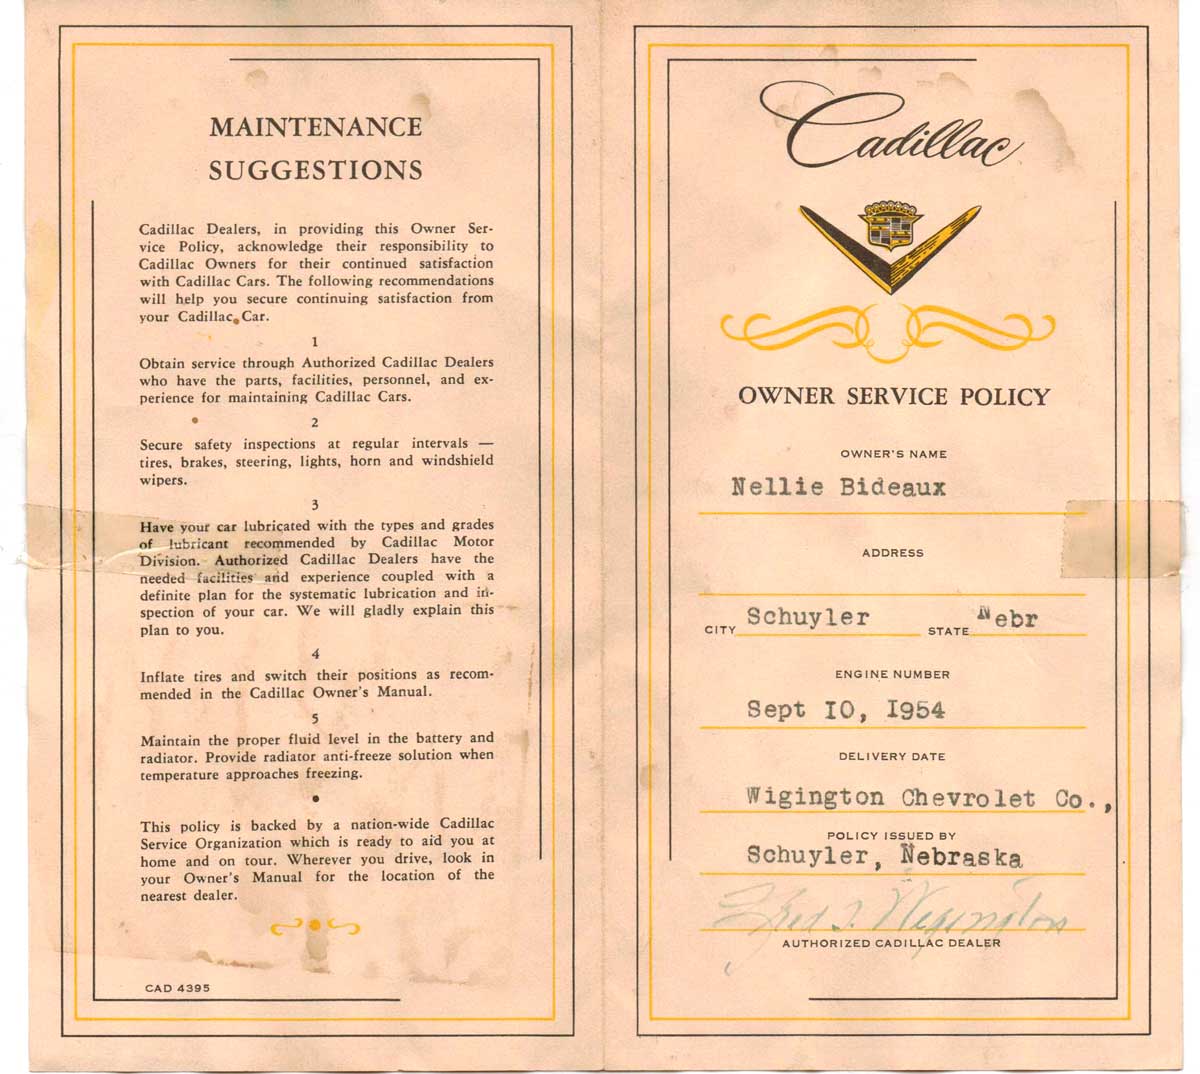 MAINTENANCE
SUGGESTIONS
Cadillac Dealers, in providing this Owner Ser-
vice Policy, acknowledge their responsibility to
Cadillac Owners for their continued satisfaction
with Cadillac Cars. The following recommendations
will help you secure continuing satisfaction from
your Cadillac Car.
1
Obtain service through Authorized Cadillac Dealers
who have the parts, facilities, personnel, and ex-
perience for maintaining Cadillac Cars.
2
Secure safety inspections at regular intervals —
tires, brakes, steering, lights, horn and windshield
wipers.
3
Have your car lubricated with the types and grades
of lubricant recommended by Cadillac Motor
Division. Authorized Cadillac Dealers have the
needed facilities and experience coupled with a
definite plan for the systematic lubrication and in-
spection of your car. We will gladly explain this
plan to you.
4
Inflate tires and switch their positions as recom-
mended in the Cadillac Owner's Manual.
5
Maintain the proper fluid level in the battery and
radiator. Provide radiator anti-freeze solution when
temperature approaches freezing.
•
This policy is backed by a nation-wide Cadillac
Service Organization which is ready to aid you at
home and on tour. Wherever you drive, look in
your Owner's Manual for the location of the
nearest dealer.
CAD 4395
Cadillac
OWNER SERVICE POLICY
OWNER'S NAME
Nellie Bideaux
ADDRESS
CITY Schuyler STATE Nebr
ENGINE NUMBER
Sept 10, 1954
DELIVERY DATE
Wigington Chevrolet Co.,
POLICY ISSUED BY
Schuyler, Nebraska
Fred J. Wigington
AUTHORIZED CADILLAC DEALER